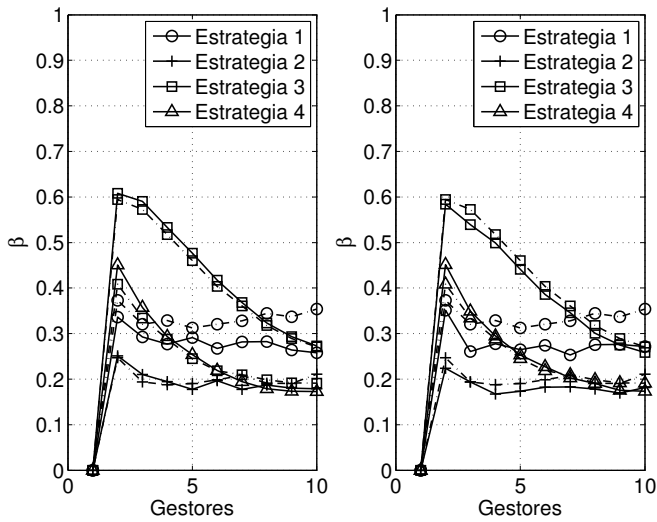 1
0.9
0.8
0.7
0.6
0.5
0.4
0.3
0.2
0.1
0
β
0 5 10
Gestores
Estrategia 1
Estrategia 2
Estrategia 3
Estrategia 4
1
0.9
0.8
0.7
0.6
0.5
0.4
0.3
0.2
0.1
0
β
0 5 10
Gestores
Estrategia 1
Estrategia 2
Estrategia 3
Estrategia 4